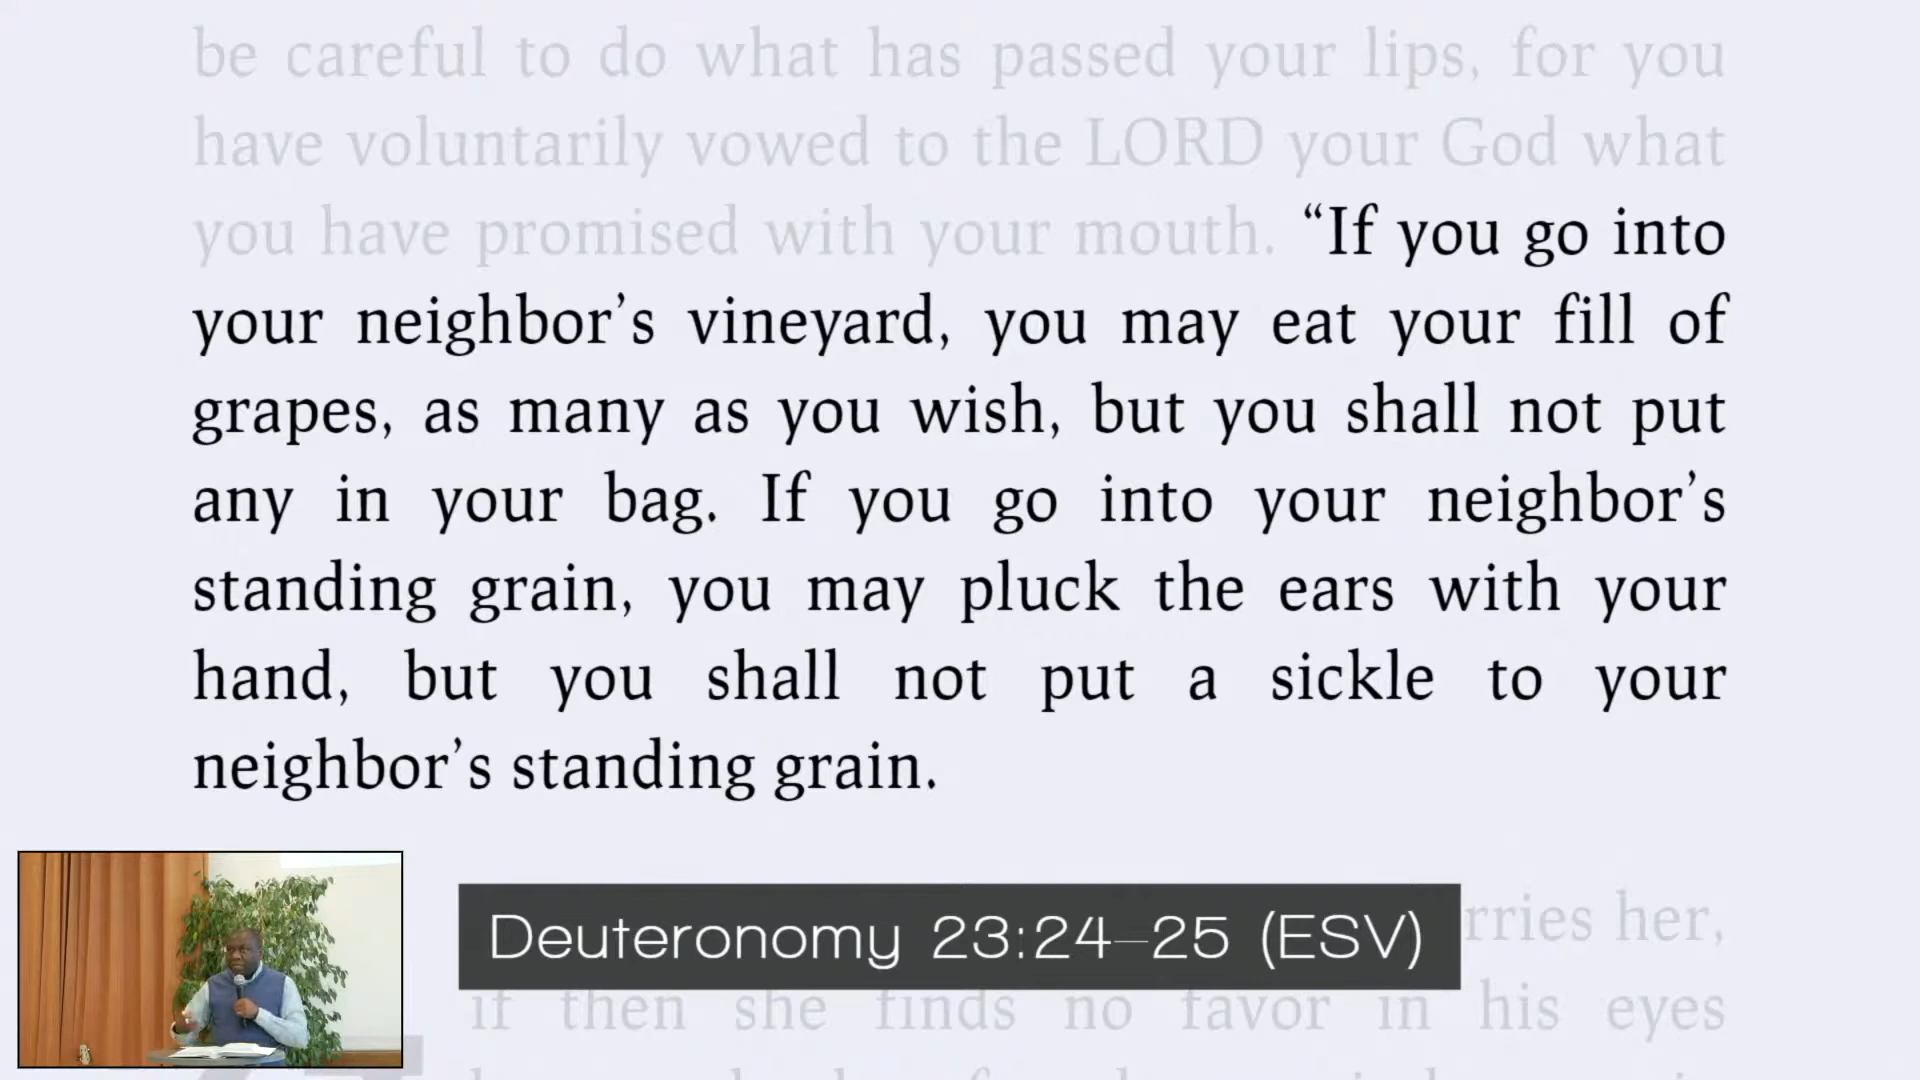 be careful to do what has passed your lips, for you
have voluntarily vowed to the LORD your God what
you have promised with your mouth. “If you go into
your neighbor’s vineyard, you may eat your fill of
grapes, as many as you wish, but you shall not put
any in your bag. If you go into your neighbor’s
standing grain, you may pluck the ears with your
hand, but you shall not put a sickle to your
neighbor’s standing grain.
rries her,
Deuteronomy 23:24–25 (ESV)
if then she finds no favor in his eyes